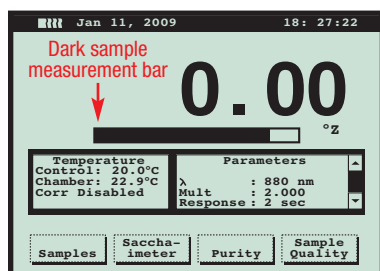 Jan 11, 2009 18: 27:22
Dark sample
measurement bar
0.00
°Z
Temperature
Control: 20.0°C
Chamber: 22.9°C
Corr Disabled
Parameters
λ : 880 nm
Mult : 2.000
Response: 2 sec
Samples
Saccha-
imeter
Purity
Sample
Quality